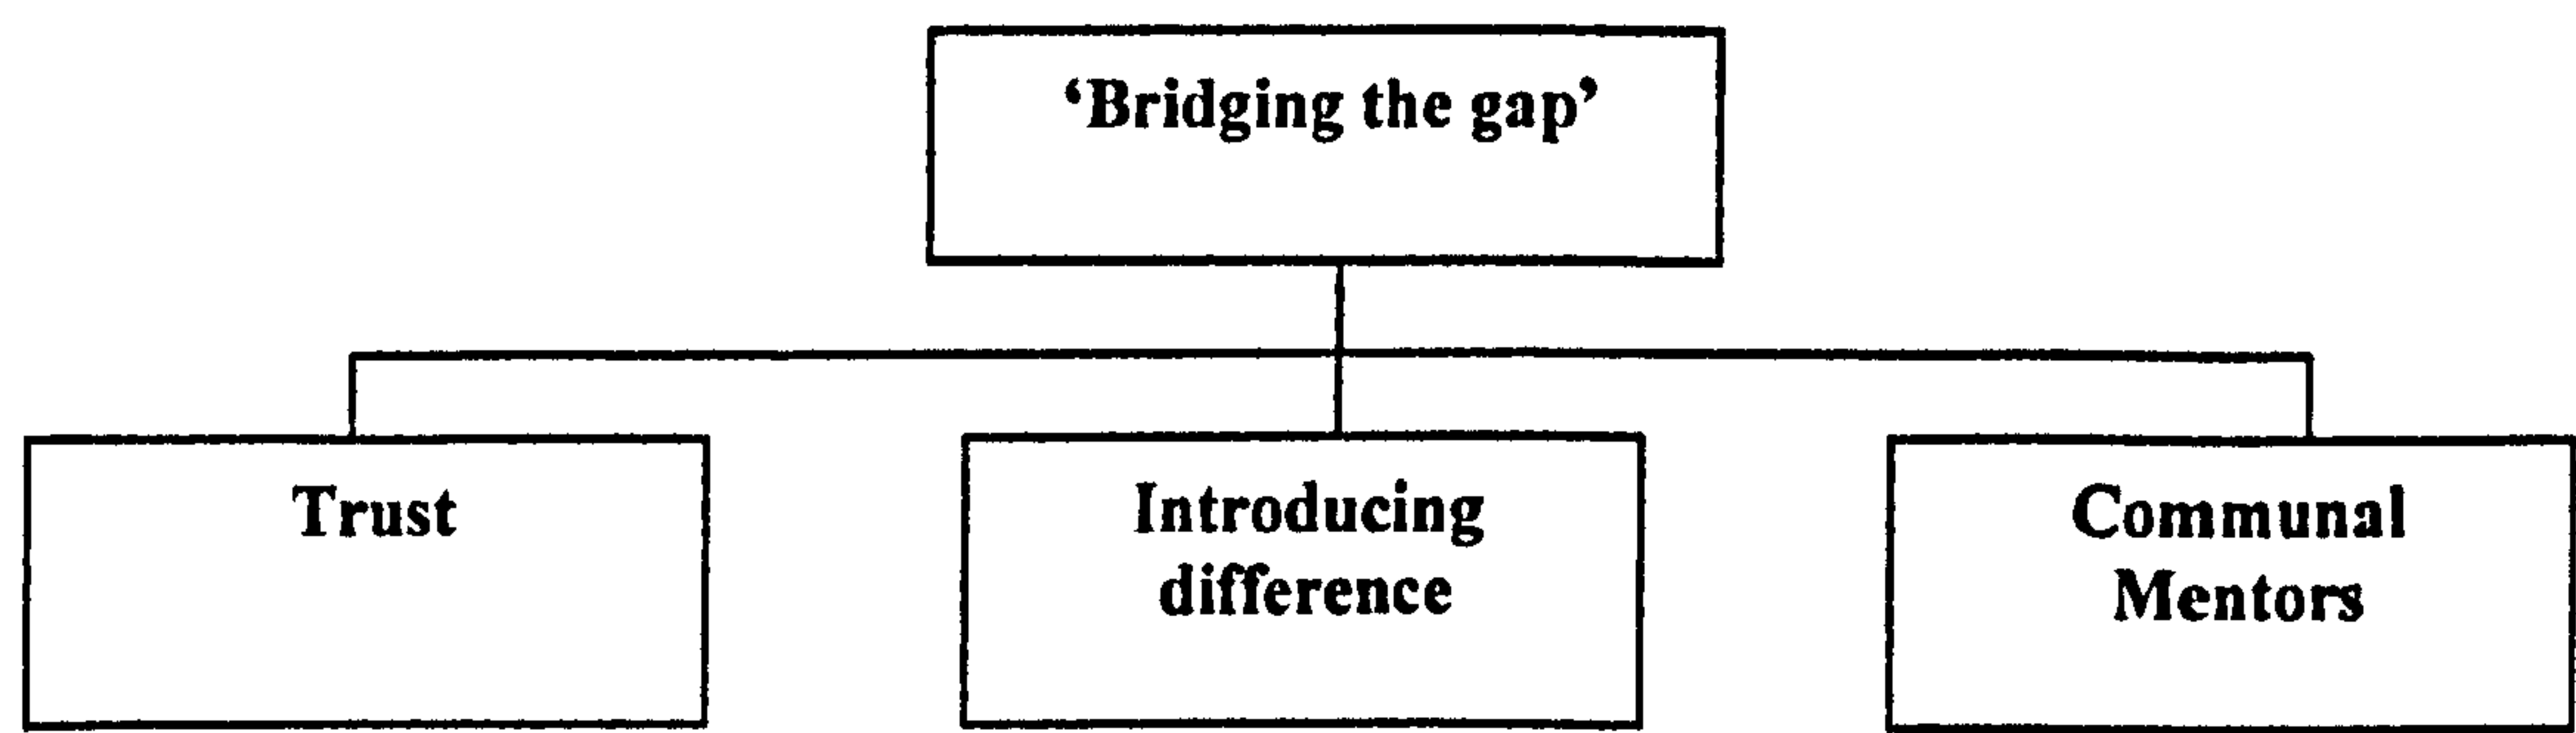 ‘Bridging the gap’
Trust
Introducing
difference
Communal
Mentors